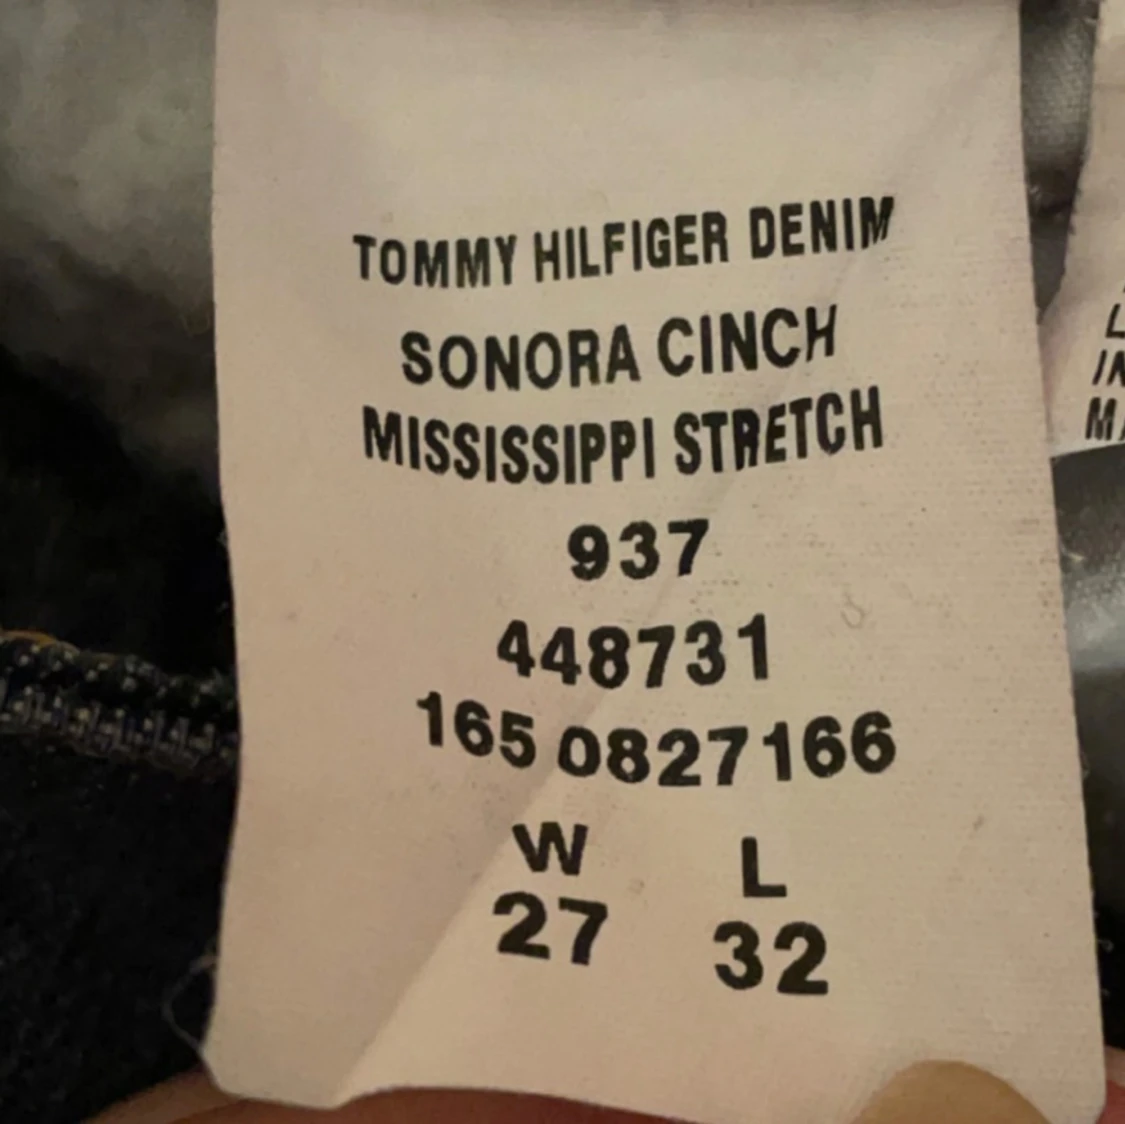 TOMMY HILFIGER DENIM
SONORA CINCH
MISSISSIPPI STRETCH
937
448731
165 0827166
W L
27 32